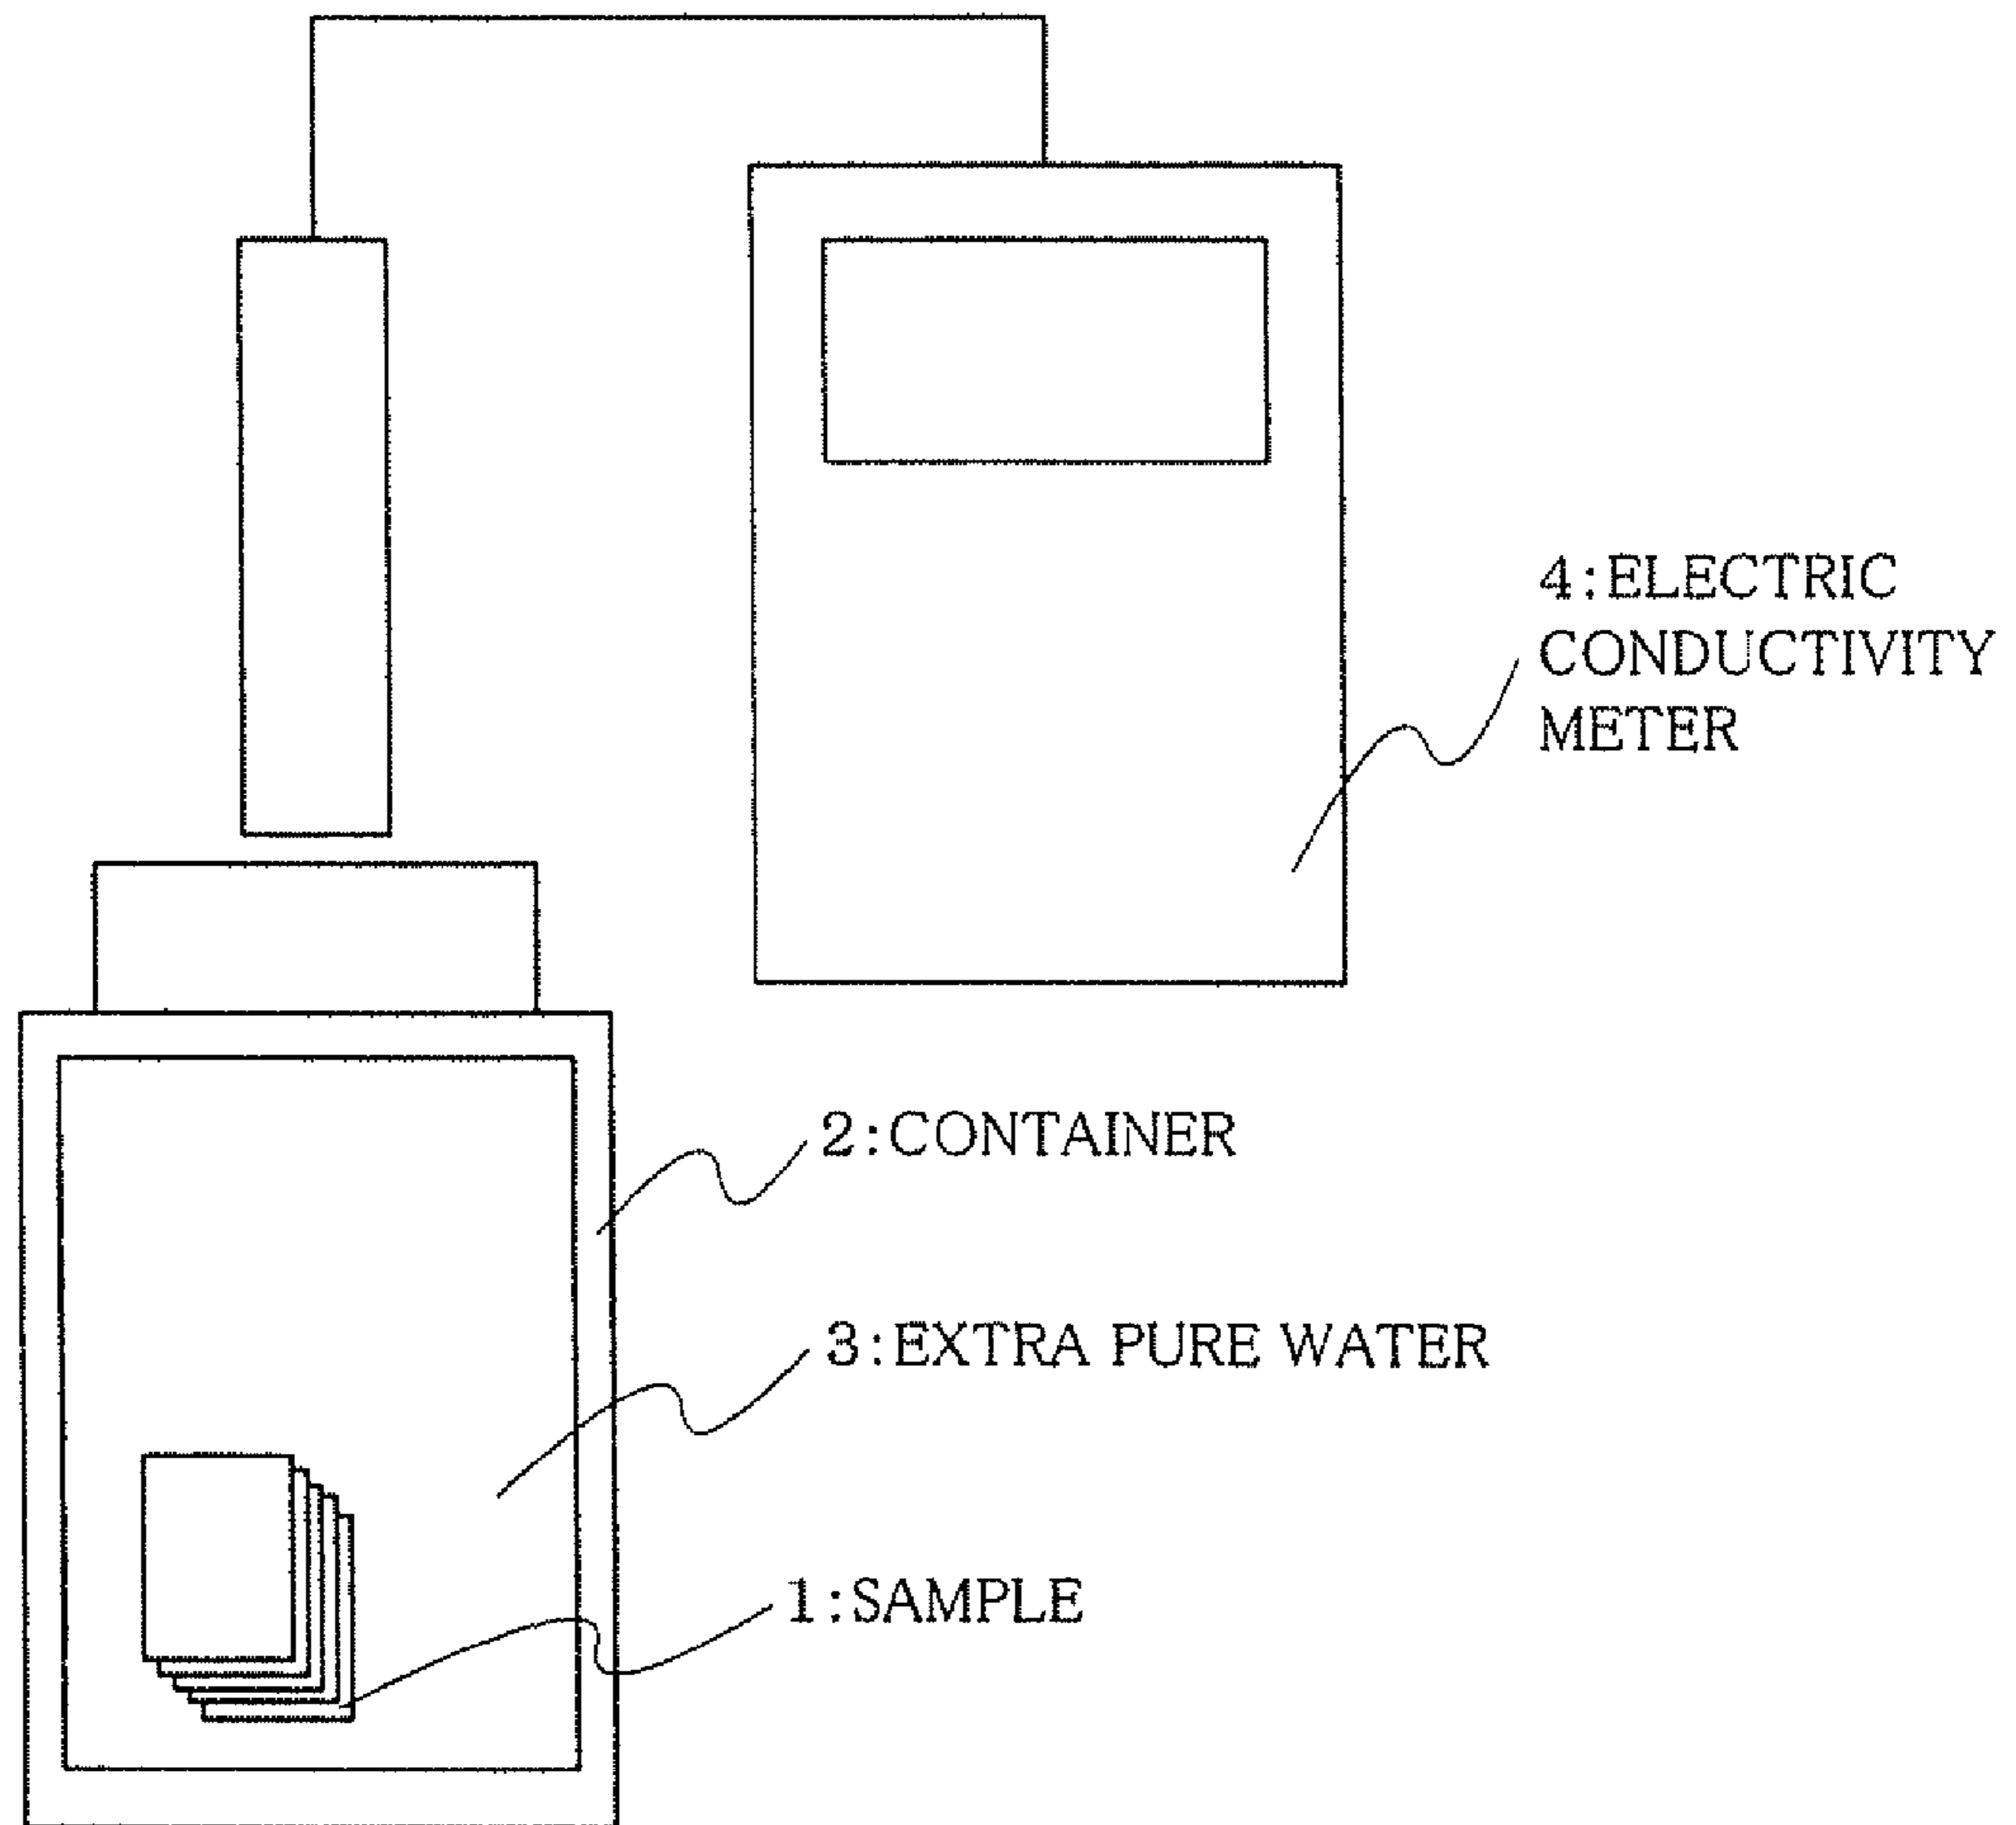 4:ELECTRIC
CONDUCTIVITY
METER
2:CONTAINER
3:EXTRA PURE WATER
1:SAMPLE